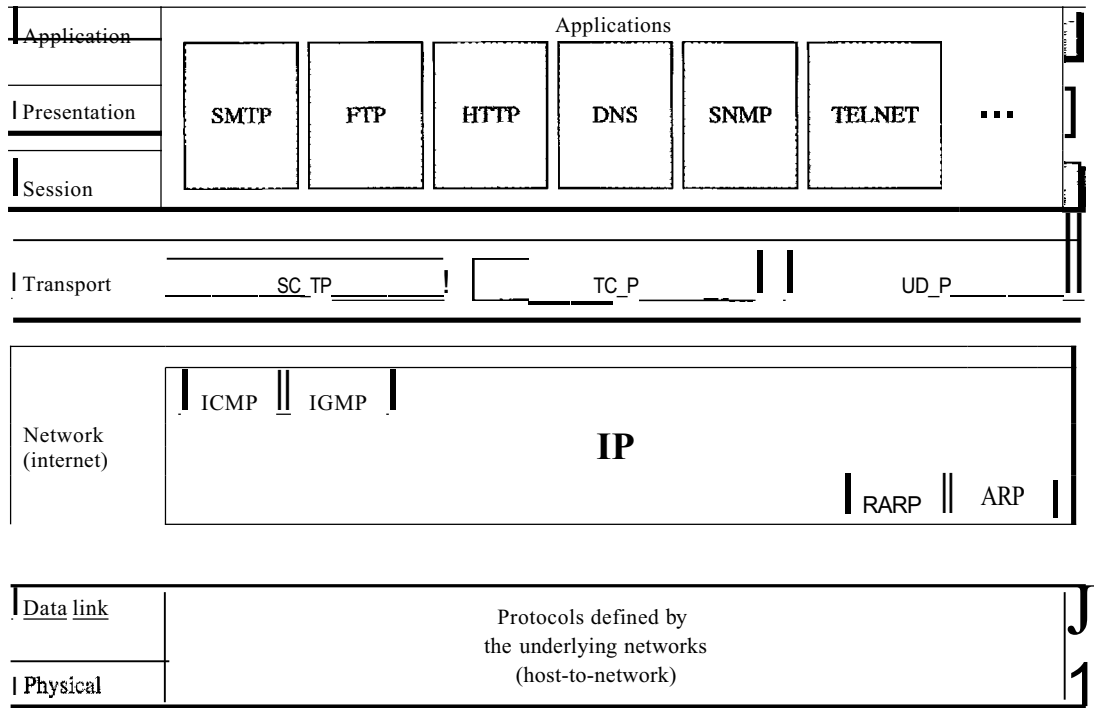 Applications
Application
Presentation
SMTP FTP HTTP DNS SNMP TELNET ...
Session
Transport SC_TP TC_P UD_P
ICMP IGMP
Network
(internet)
IP
RARP ARP
Data link
Protocols defined by
the underlying networks
(host-to-network)
Physical